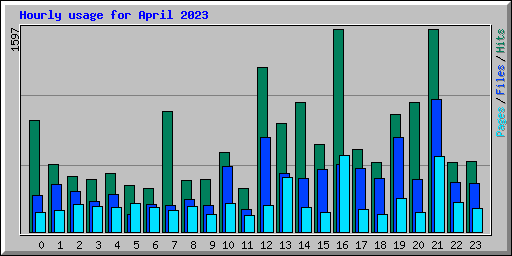 Hourly usage for April 2023
1597
Pages / Files / Hits
0 1 2 3 4 5 6 7 8 9 10 11 12 13 14 15 16 17 18 19 20 21 22 23